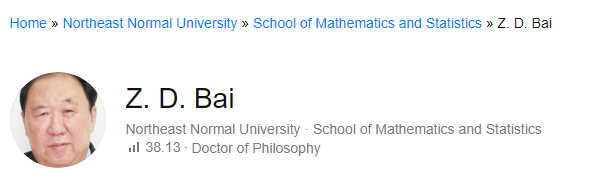 Home » Northeast Normal University » School of Mathematics and Statistics » Z. D. Bai
Z. D. Bai
Northeast Normal University · School of Mathematics and Statistics
38.13 · Doctor of Philosophy